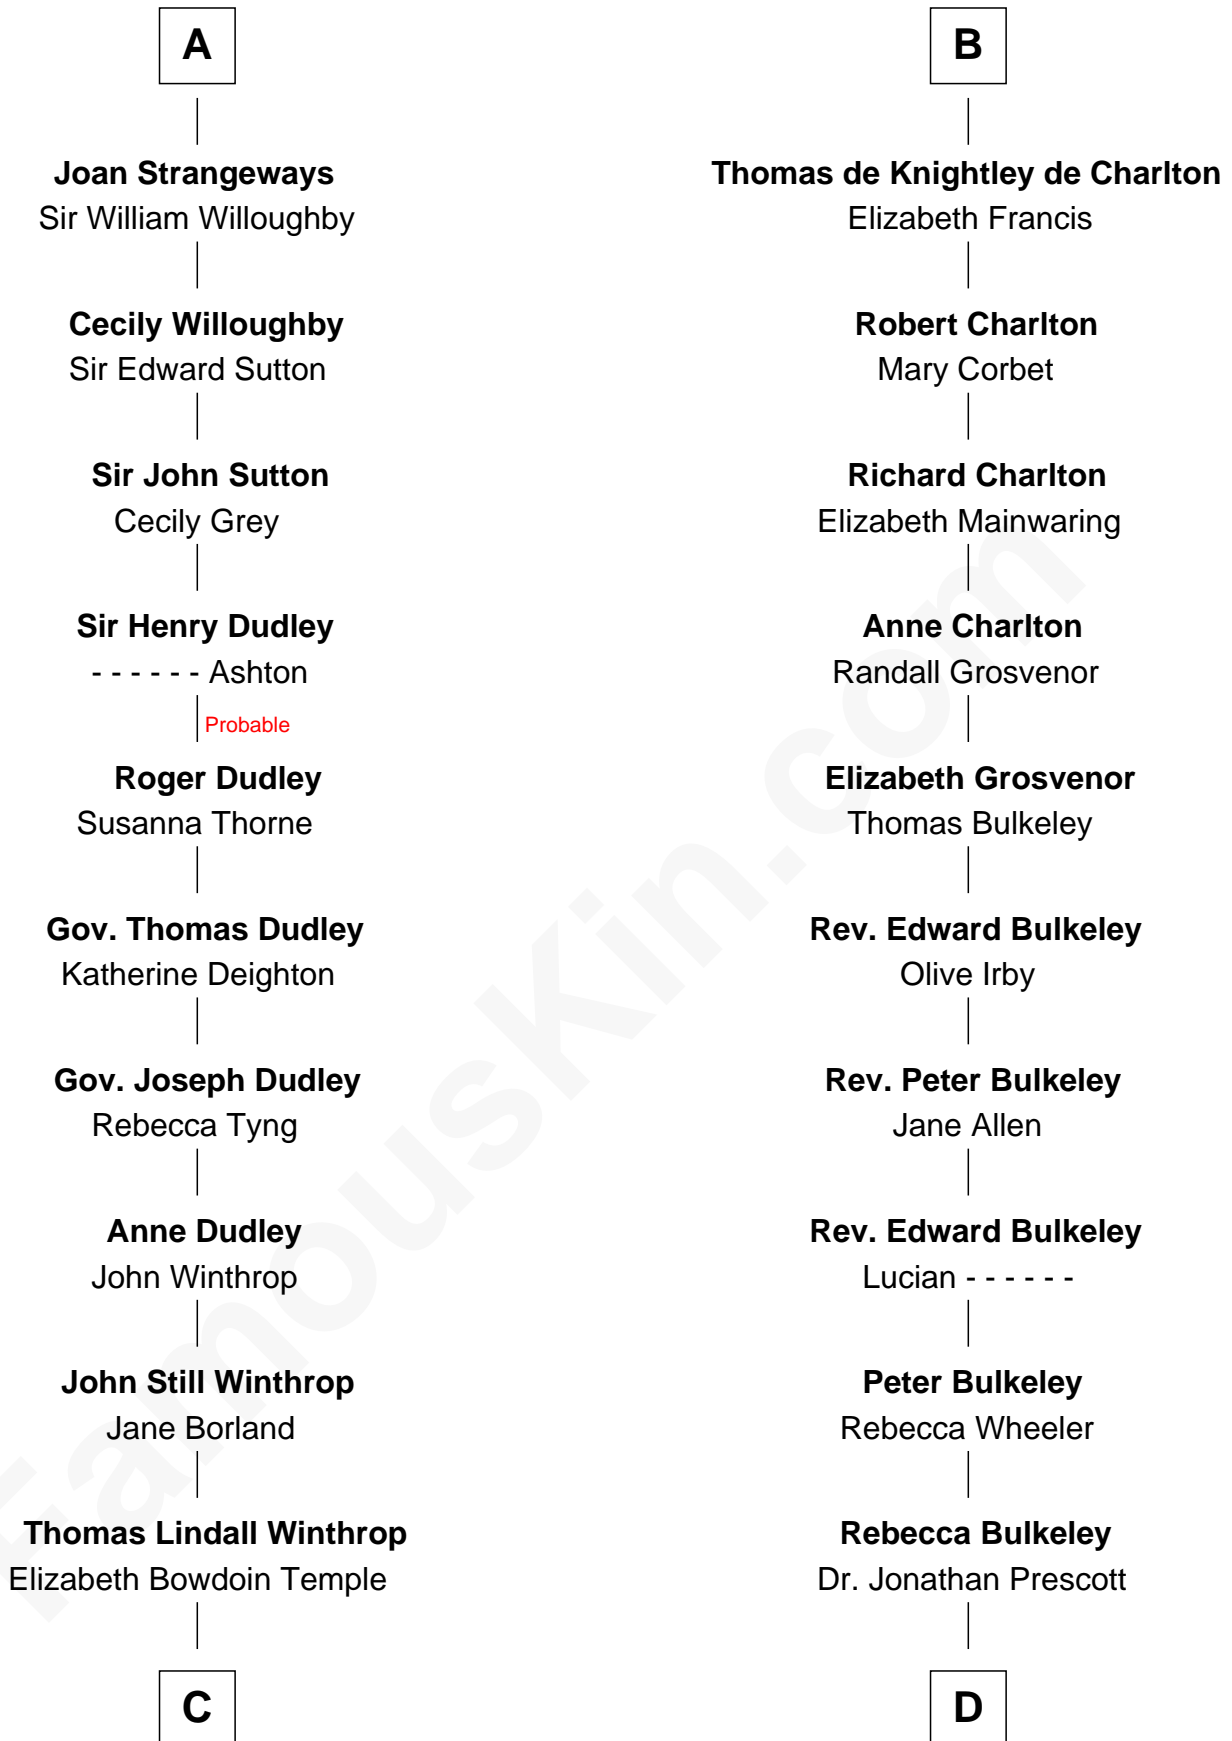 A
Joan Strangeways
Sir William Willoughby
Cecily Willoughby
Sir Edward Sutton
Sir John Sutton
Cecily Grey
Sir Henry Dudley
- - - - - - Ashton
Probable
Roger Dudley
Susanna Thorne
Gov. Thomas Dudley
Katherine Deighton
Gov. Joseph Dudley
Rebecca Tyng
Anne Dudley
John Winthrop
John Still Winthrop
Jane Borland
Thomas Lindall Winthrop
Elizabeth Bowdoin Temple
C
B
Thomas de Knightley de Charlton
Elizabeth Francis
Robert Charlton
Mary Corbet
Richard Charlton
Elizabeth Mainwaring
Anne Charlton
Randall Grosvenor
Elizabeth Grosvenor
Thomas Bulkeley
Rev. Edward Bulkeley
Olive Irby
Rev. Peter Bulkeley
Jane Allen
Rev. Edward Bulkeley
Lucian - - - - - -
Peter Bulkeley
Rebecca Wheeler
Rebecca Bulkeley
Dr. Jonathan Prescott
D
FamousKin.com